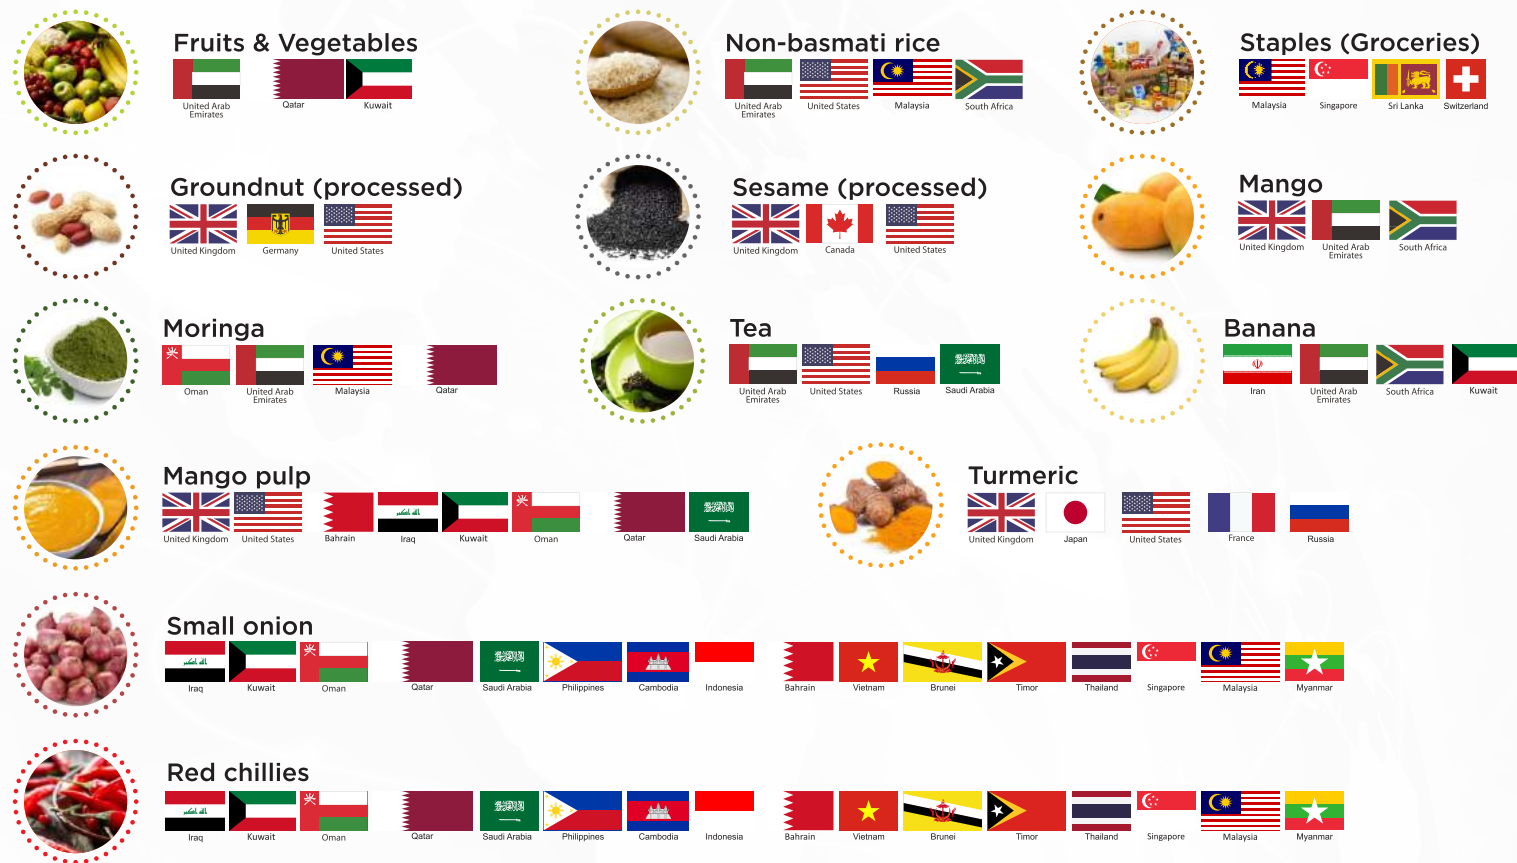 Fruits & Vegetables
United Arab
Emirates
Qatar
Kuwait
Non-basmati rice
United Arab
Emirates
United States
Malaysia
South Africa
Staples (Groceries)
Malaysia
Singapore
Sri Lanka
Switzerland
Groundnut (processed)
United Kingdom
Germany
United States
Sesame (processed)
United Kingdom
Canada
United States
Mango
United Kingdom
United Arab
Emirates
South Africa
Moringa
Oman
United Arab
Emirates
Malaysia
Qatar
Tea
United Arab
Emirates
United States
Russia
Saudi Arabia
Banana
Iran
United Arab
Emirates
South Africa
Kuwait
Mango pulp
United Kingdom
United States
Bahrain
Iraq
Kuwait
Oman
Qatar
Saudi Arabia
Turmeric
United Kingdom
Japan
United States
France
Russia
Small onion
Iraq
Kuwait
Oman
Qatar
Saudi Arabia
Philippines
Cambodia
Indonesia
Bahrain
Vietnam
Brunei
Timor
Thailand
Singapore
Malaysia
Myanmar
Red chillies
Iraq
Kuwait
Oman
Qatar
Saudi Arabia
Philippines
Cambodia
Indonesia
Bahrain
Vietnam
Brunei
Timor
Thailand
Singapore
Malaysia
Myanmar